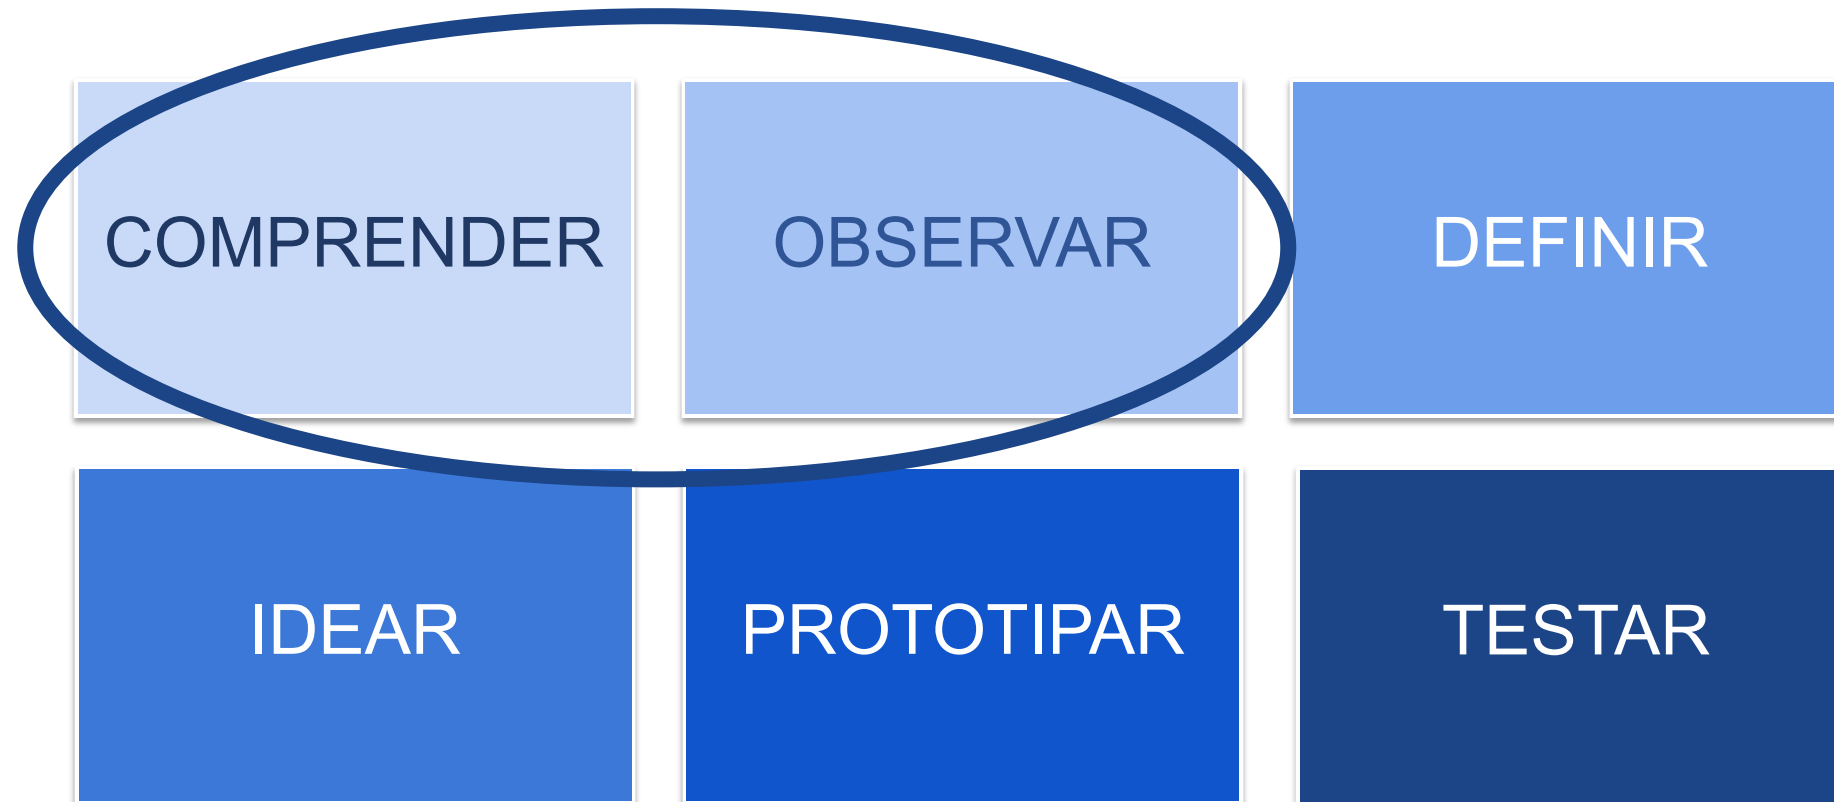 COMPRENDER
OBSERVAR
DEFINIR
IDEAR
PROTOTIPAR
TESTAR